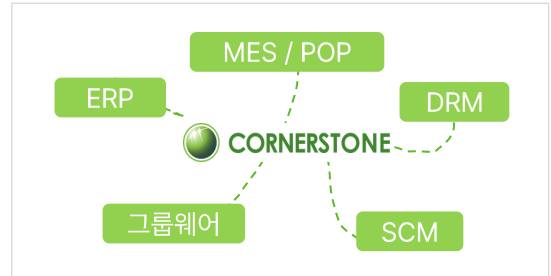 MES / POP
ERP
DRM
CORNERSTONE
그룹웨어
SCM